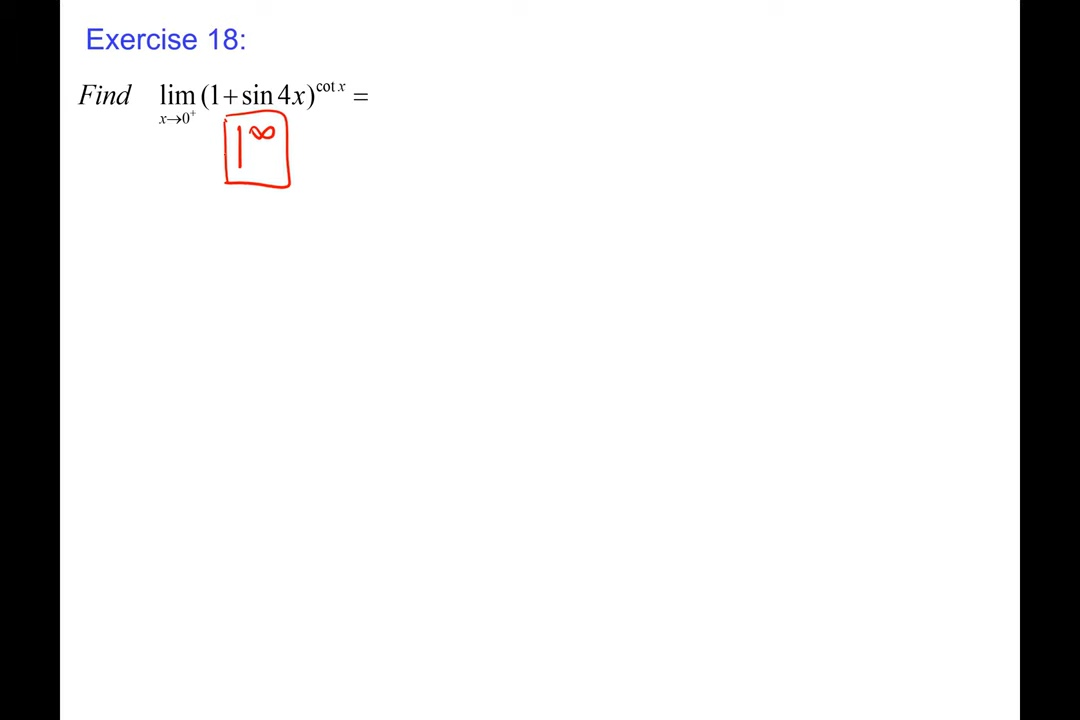 Exercise 18:
Find lim (1+sin 4x)^cot x =
x→0⁺
1^∞